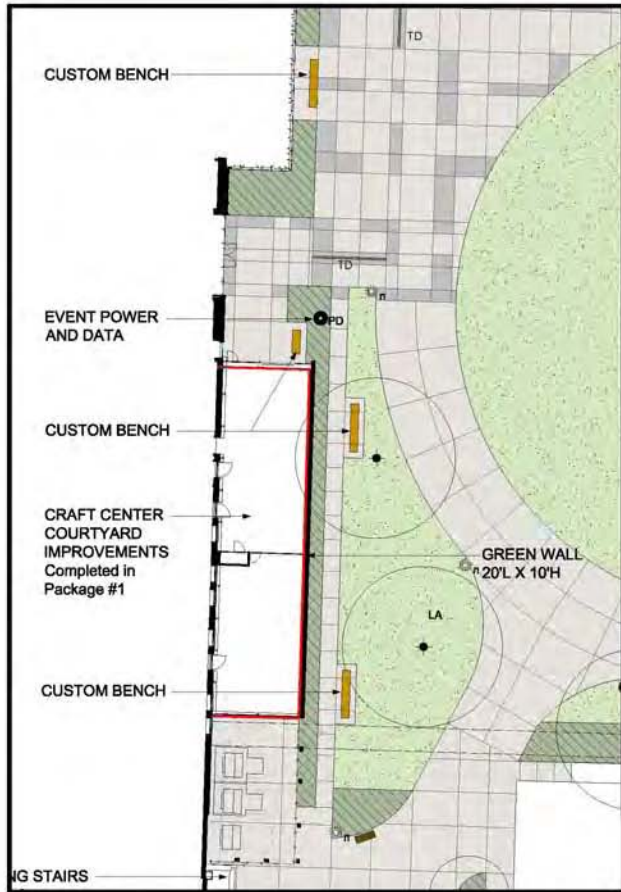 TD
CUSTOM BENCH
TD
EVENT POWER
AND DATA
PD
CUSTOM BENCH
CRAFT CENTER
COURTYARD
IMPROVEMENTS
Completed in
Package #1
GREEN WALL
20'L X 10'H
LA
CUSTOM BENCH
NG STAIRS